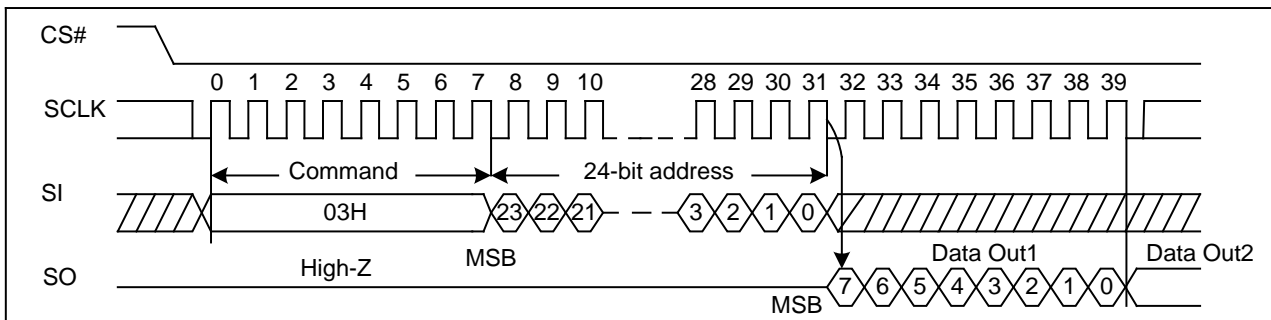 CS#
0 1 2 3 4 5 6 7 8 9 10 28 29 30 31 32 33 34 35 36 37 38 39
SCLK
Command 24-bit address
SI
03H 23 22 21 3 2 1 0
High-Z MSB Data Out1 Data Out2
SO
MSB 7 6 5 4 3 2 1 0